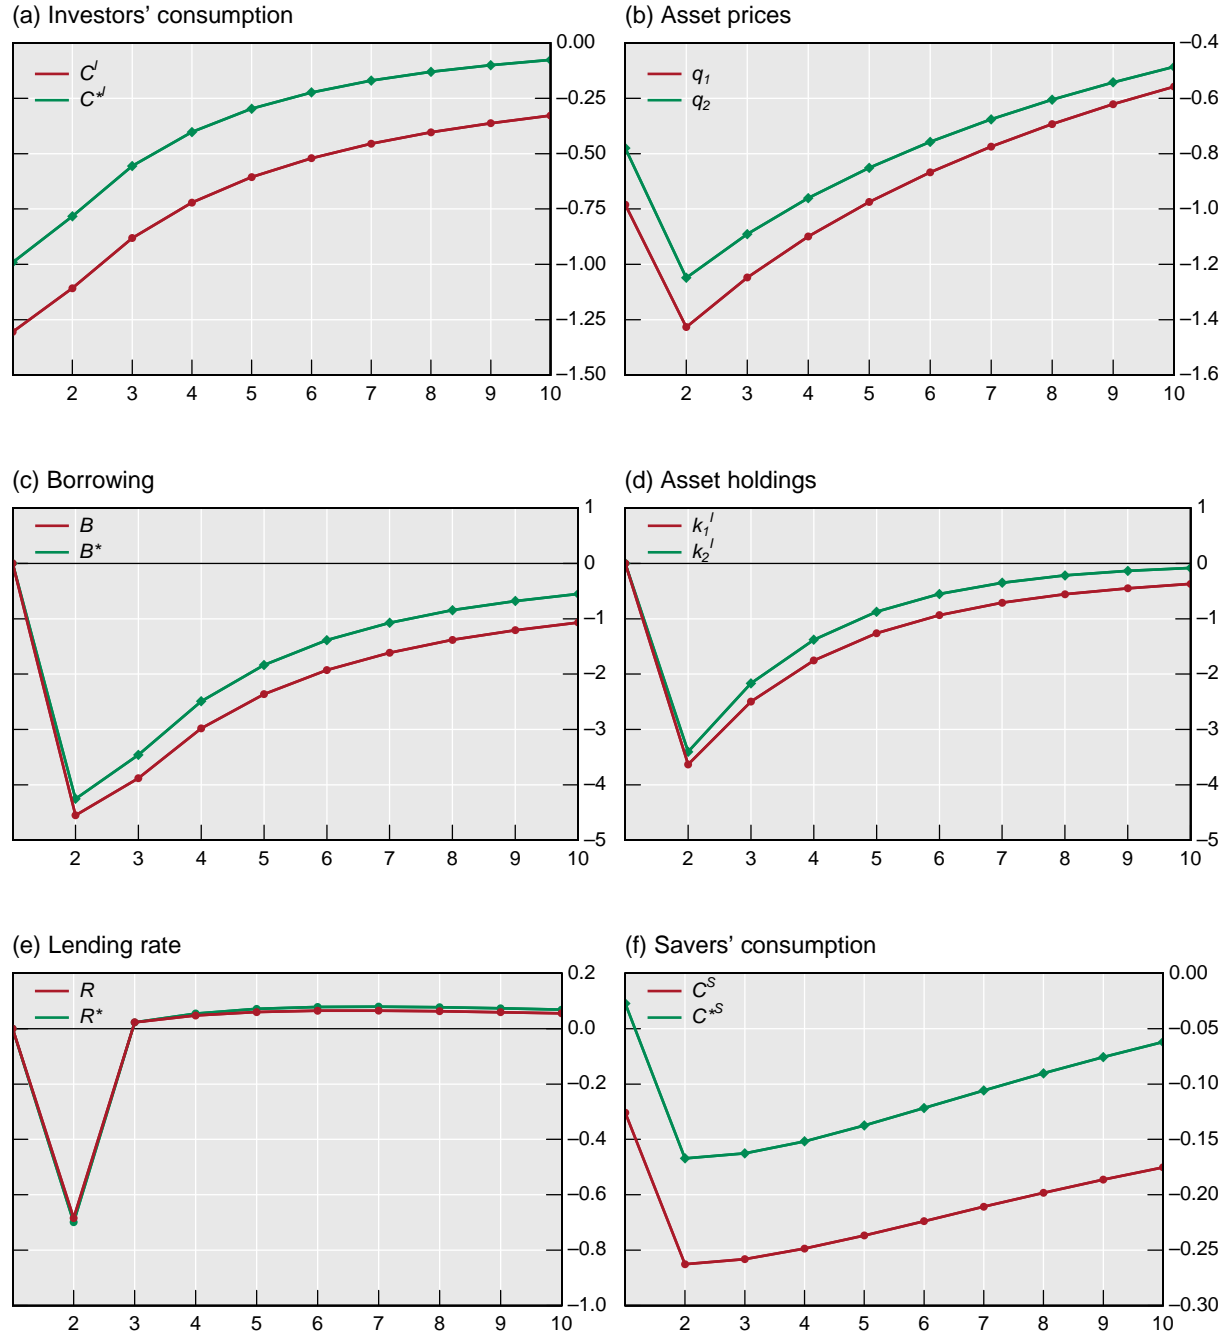 (a) Investors’ consumption
C^I
C*^I
0.00
–0.25
–0.50
–0.75
–1.00
–1.25
–1.50
2 3 4 5 6 7 8 9 10
(b) Asset prices
q₁
q₂
–0.4
–0.6
–0.8
–1.0
–1.2
–1.4
–1.6
2 3 4 5 6 7 8 9 10
(c) Borrowing
B
B*
1
0
–1
–2
–3
–4
–5
2 3 4 5 6 7 8 9 10
(d) Asset holdings
k₁^I
k₂^I
1
0
–1
–2
–3
–4
–5
2 3 4 5 6 7 8 9 10
(e) Lending rate
R
R*
0.2
0.0
–0.2
–0.4
–0.6
–0.8
–1.0
2 3 4 5 6 7 8 9 10
(f) Savers’ consumption
C^S
C*^S
0.00
–0.05
–0.10
–0.15
–0.20
–0.25
–0.30
2 3 4 5 6 7 8 9 10